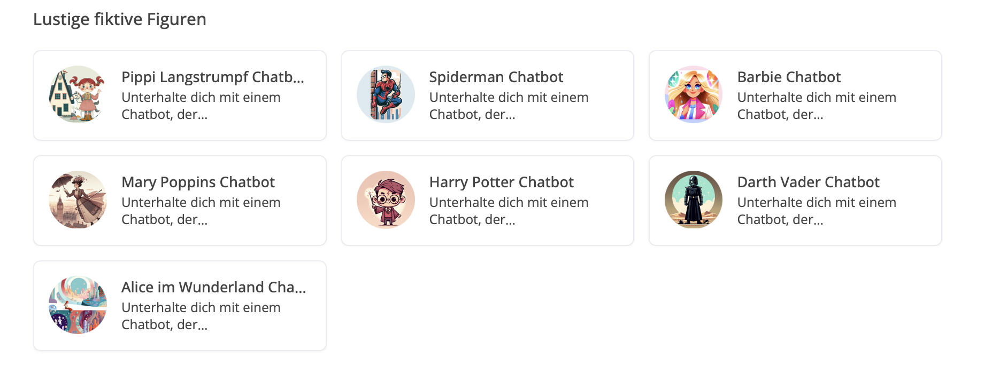 Lustige fiktive Figuren
Pippi Langstrumpf Chatb...
Unterhalte dich mit einem
Chatbot, der...
Spiderman Chatbot
Unterhalte dich mit einem
Chatbot, der...
Barbie Chatbot
Unterhalte dich mit einem
Chatbot, der...
Mary Poppins Chatbot
Unterhalte dich mit einem
Chatbot, der...
Harry Potter Chatbot
Unterhalte dich mit einem
Chatbot, der...
Darth Vader Chatbot
Unterhalte dich mit einem
Chatbot, der...
Alice im Wunderland Cha...
Unterhalte dich mit einem
Chatbot, der...